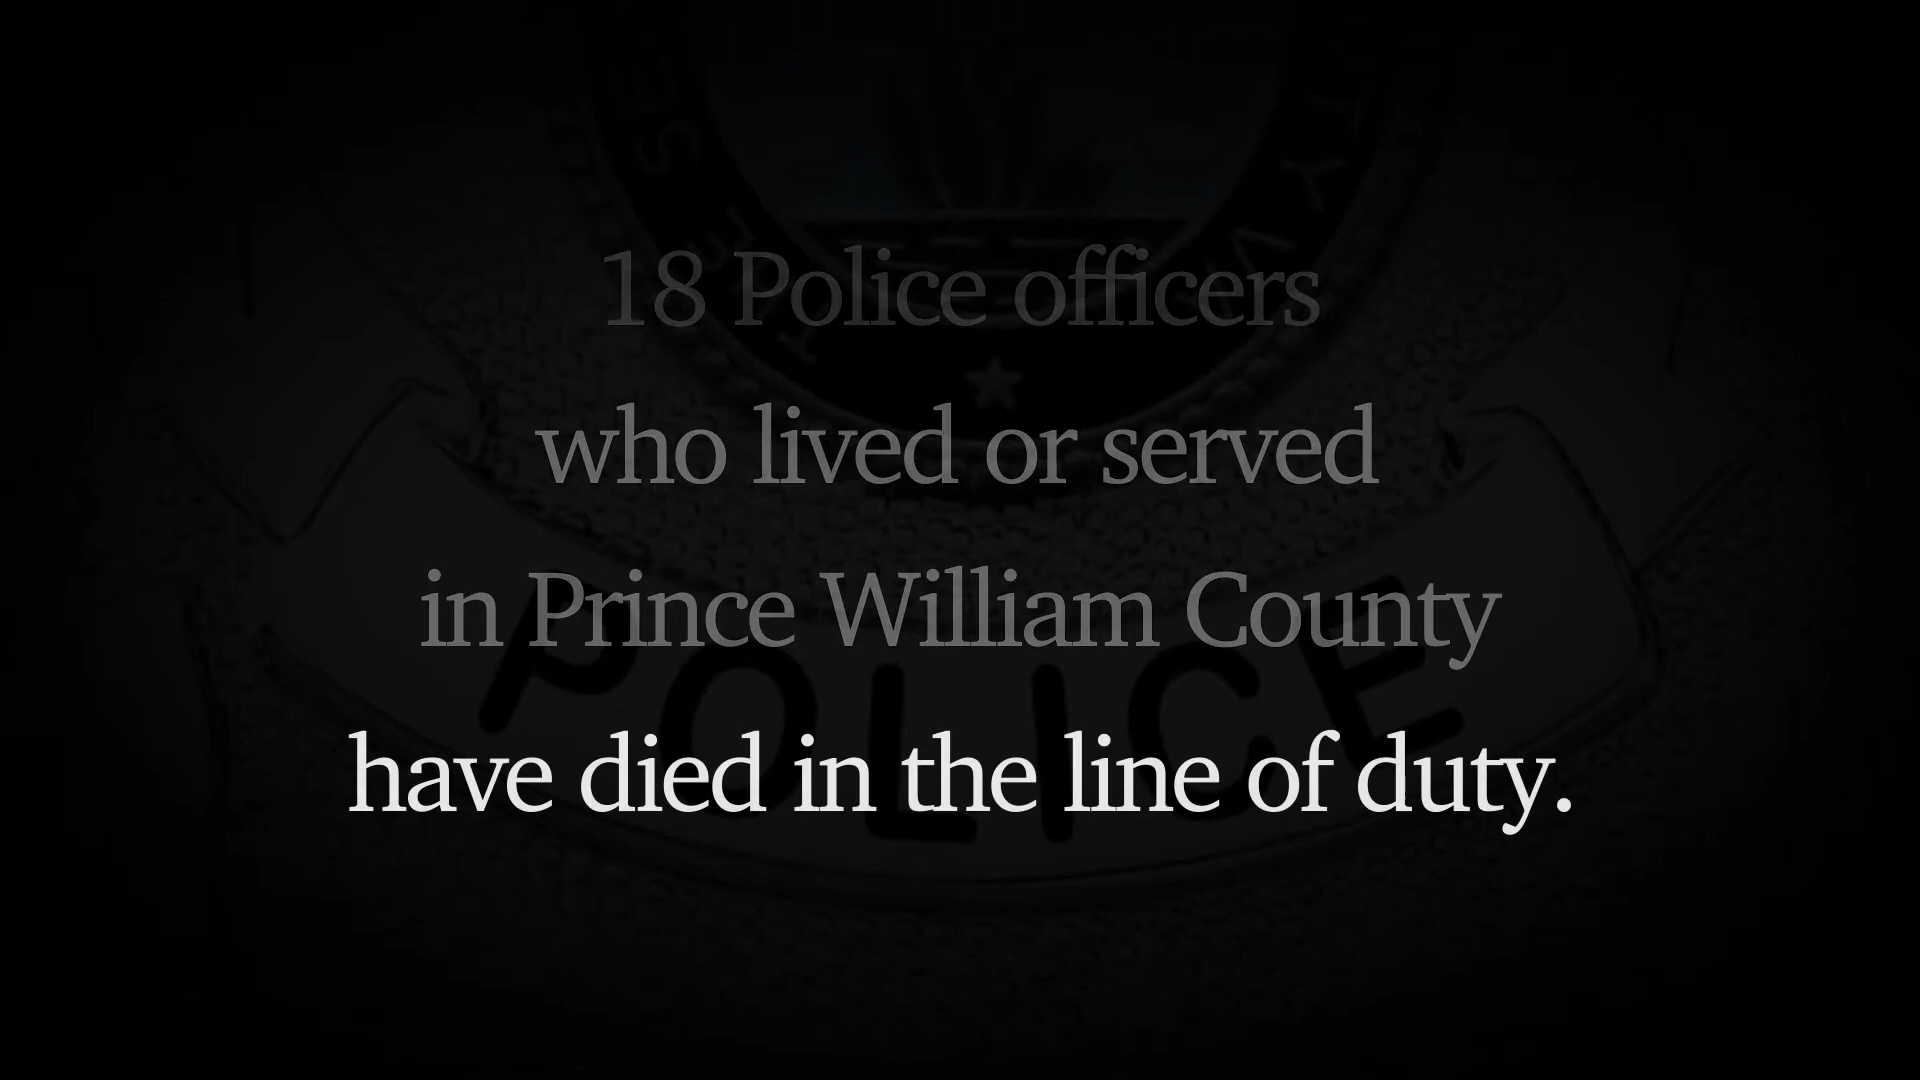 18 Police officers
who lived or served
in Prince William County
have died in the line of duty.
POLICE